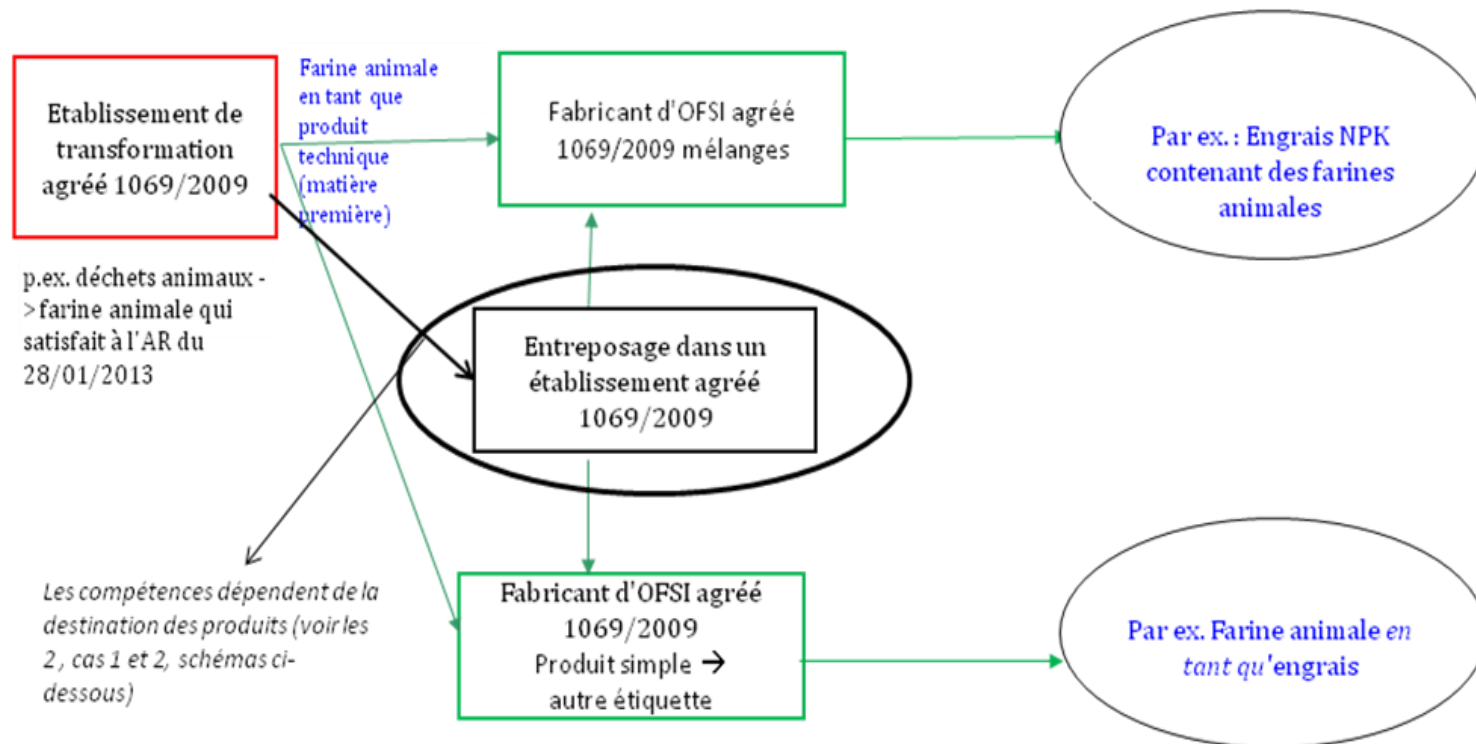 Etablissement de
transformation
agréé 1069/2009
Farine animale
en tant que
produit
technique
(matière
première)
Fabricant d'OFSI agréé
1069/2009 mélanges
Par ex. : Engrais NPK
contenant des farines
animales
p.ex. déchets animaux -
> farine animale qui
satisfait à l'AR du
28/01/2013
Entreposage dans un
établissement agréé
1069/2009
Les compétences dépendent de la
destination des produits (voir les
2 , cas 1 et 2, schémas ci-
dessous)
Fabricant d'OFSI agréé
1069/2009
Produit simple →
autre étiquette
Par ex. Farine animale en
tant qu'engrais